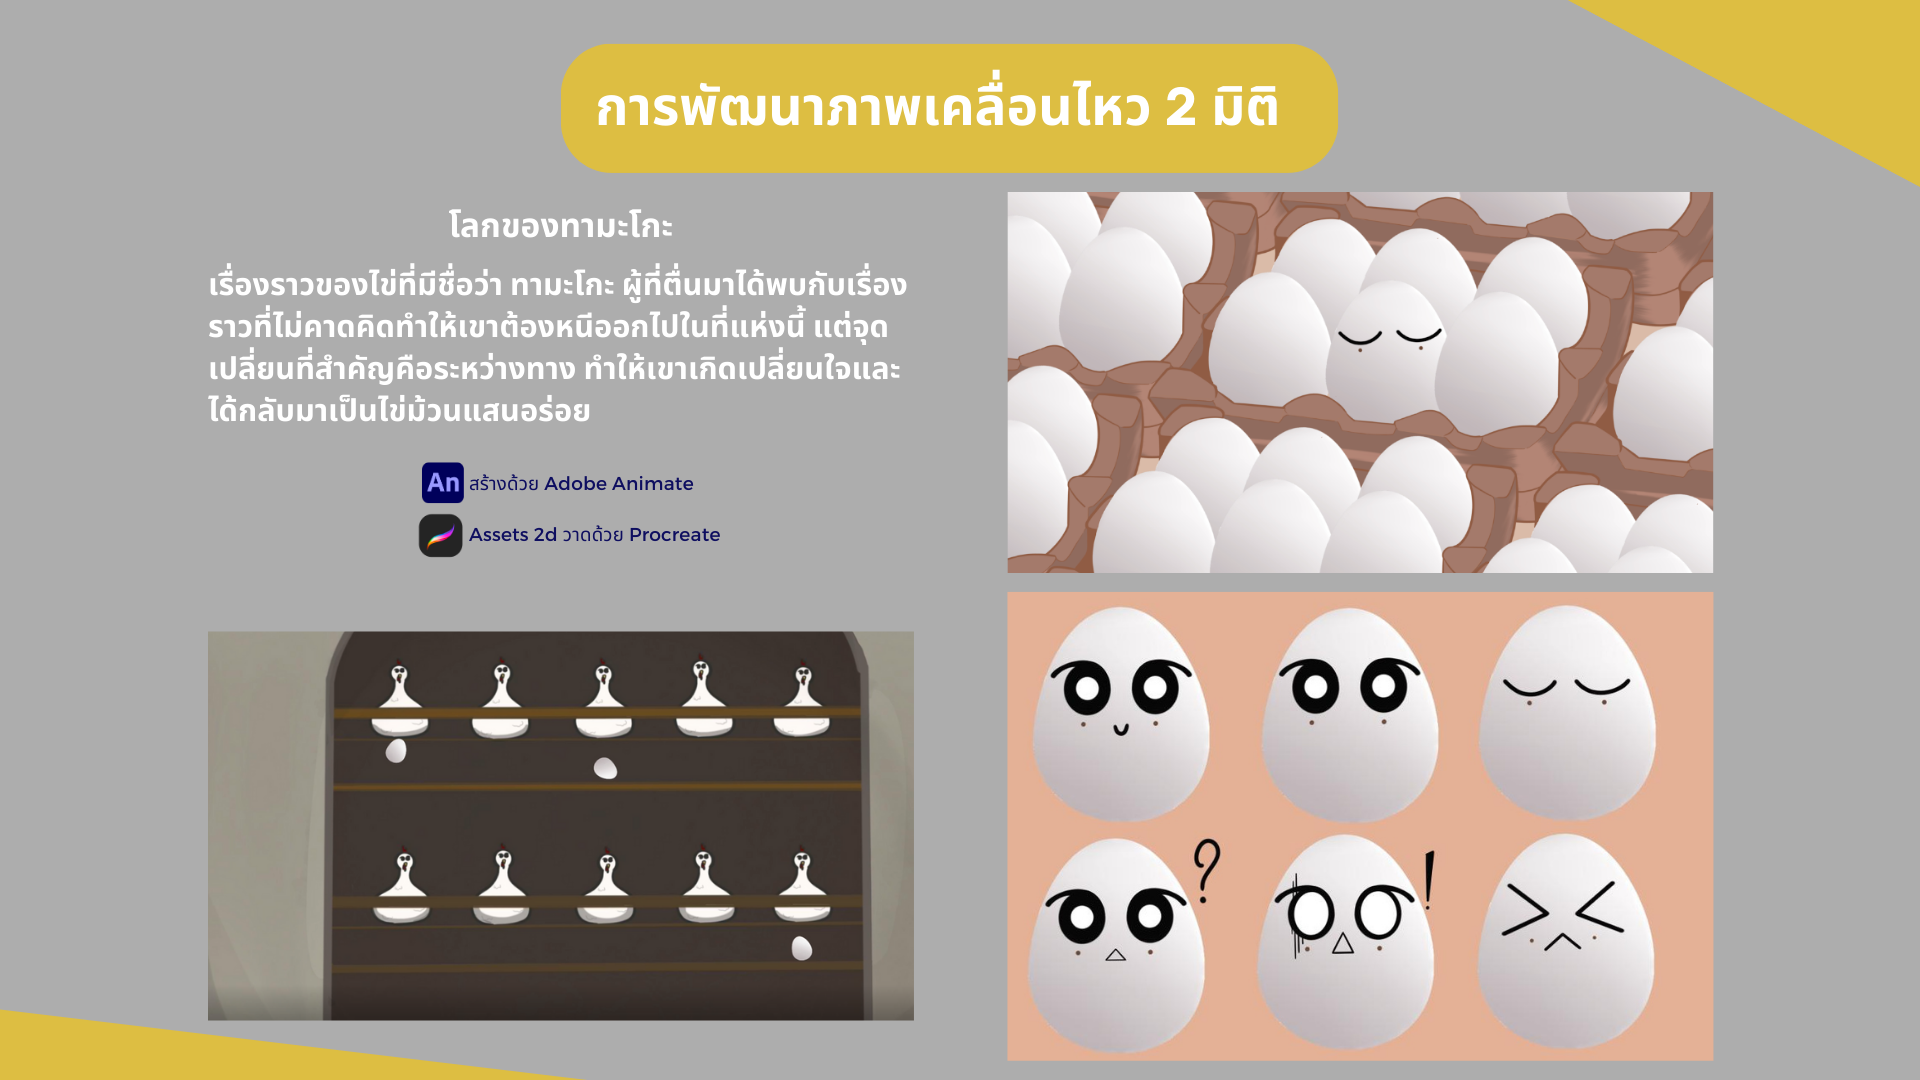 การพัฒนาภาพเคลื่อนไหว 2 มิติ
โลกของทามะโกะ
เรื่องราวของไข่ที่มีชื่อว่า ทามะโกะ ผู้ที่ตื่นมาได้พบกับเรื่อง
ราวที่ไม่คาดคิดทำให้เขาต้องหนีออกไปในที่แห่งนี้ แต่จุด
เปลี่ยนที่สำคัญคือระหว่างทาง ทำให้เขาเกิดเปลี่ยนใจและ
ได้กลับมาเป็นไข่ม้วนแสนอร่อย
An สร้างด้วย Adobe Animate
Assets 2d วาดด้วย Procreate
? !